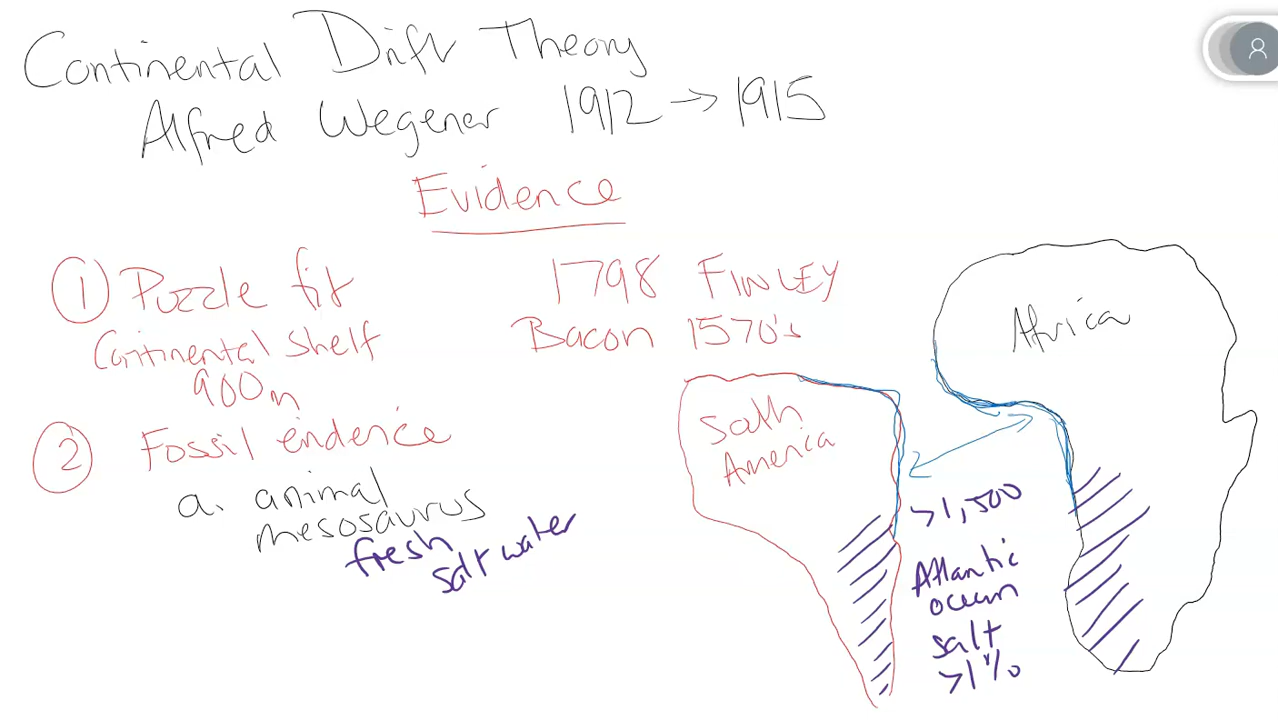 Continental Drift Theory
Alfred Wegener 1912 → 1915
Evidence
① Puzzle fit
Continental shelf
900m
1798 FINLEY
Bacon 1570's
② Fossil evidence
a. animal
mesosaurus
fresh
salt water
South
America
Africa
>1,500
Atlantic
ocean
salt
>1%